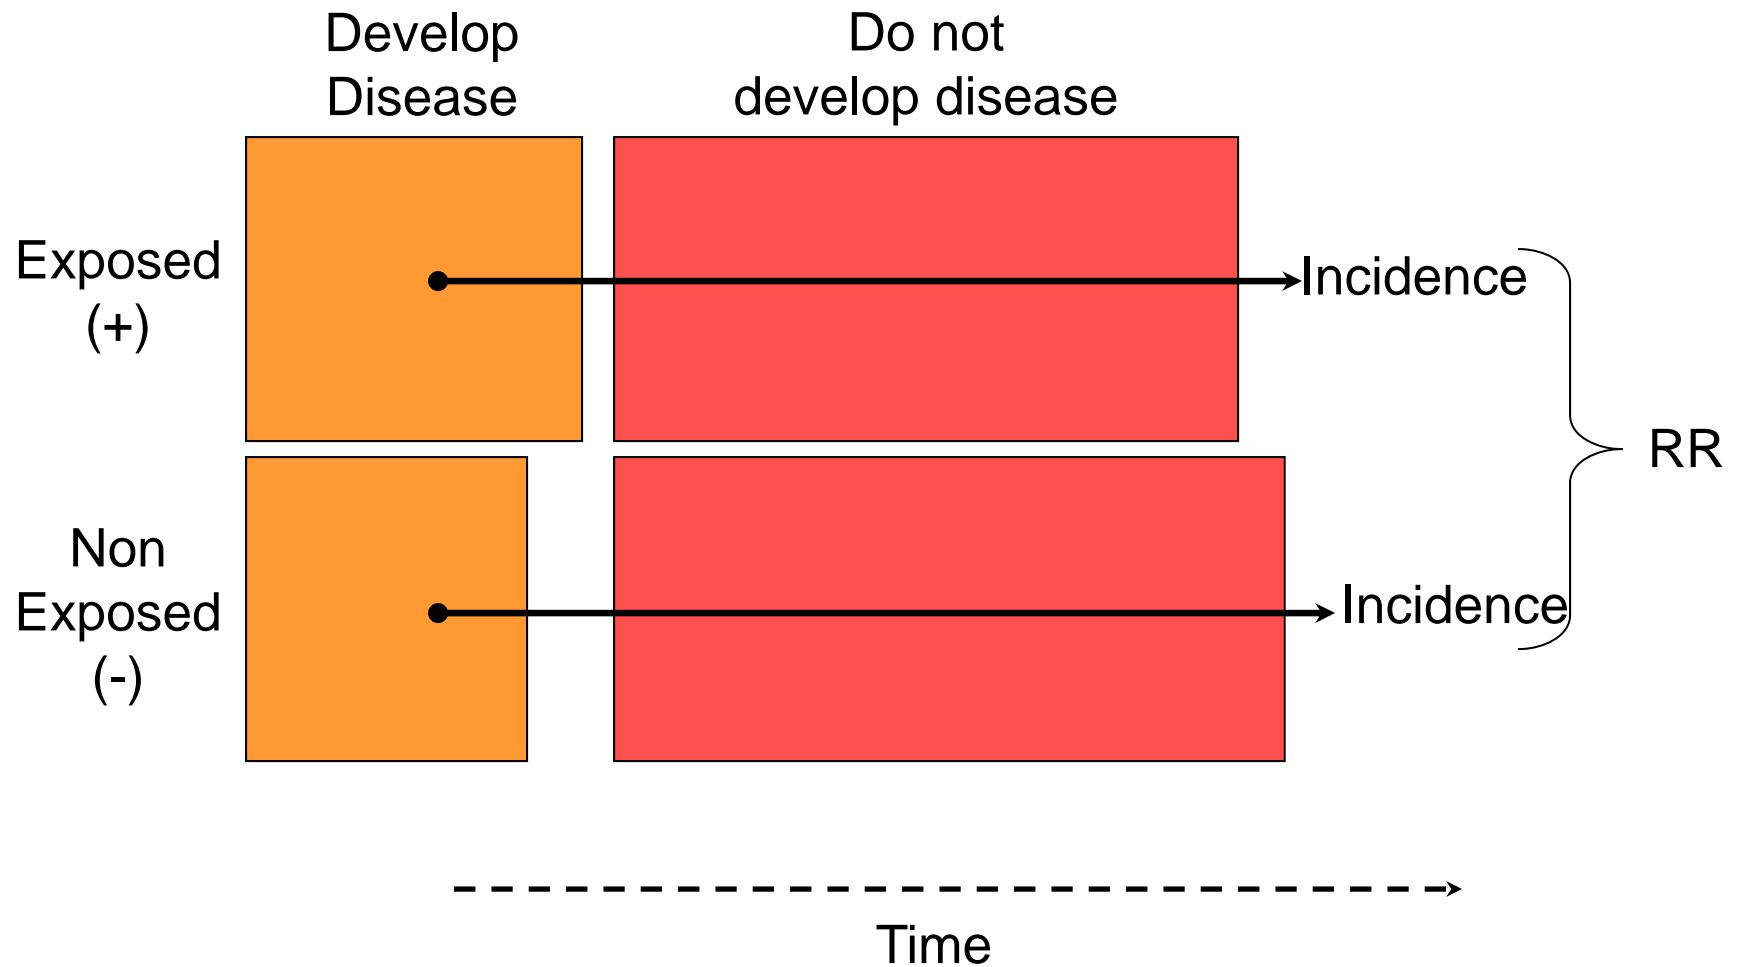 Develop
Disease
Do not
develop disease
Exposed
(+)
Incidence
RR
Non
Exposed
(-)
Incidence
Time